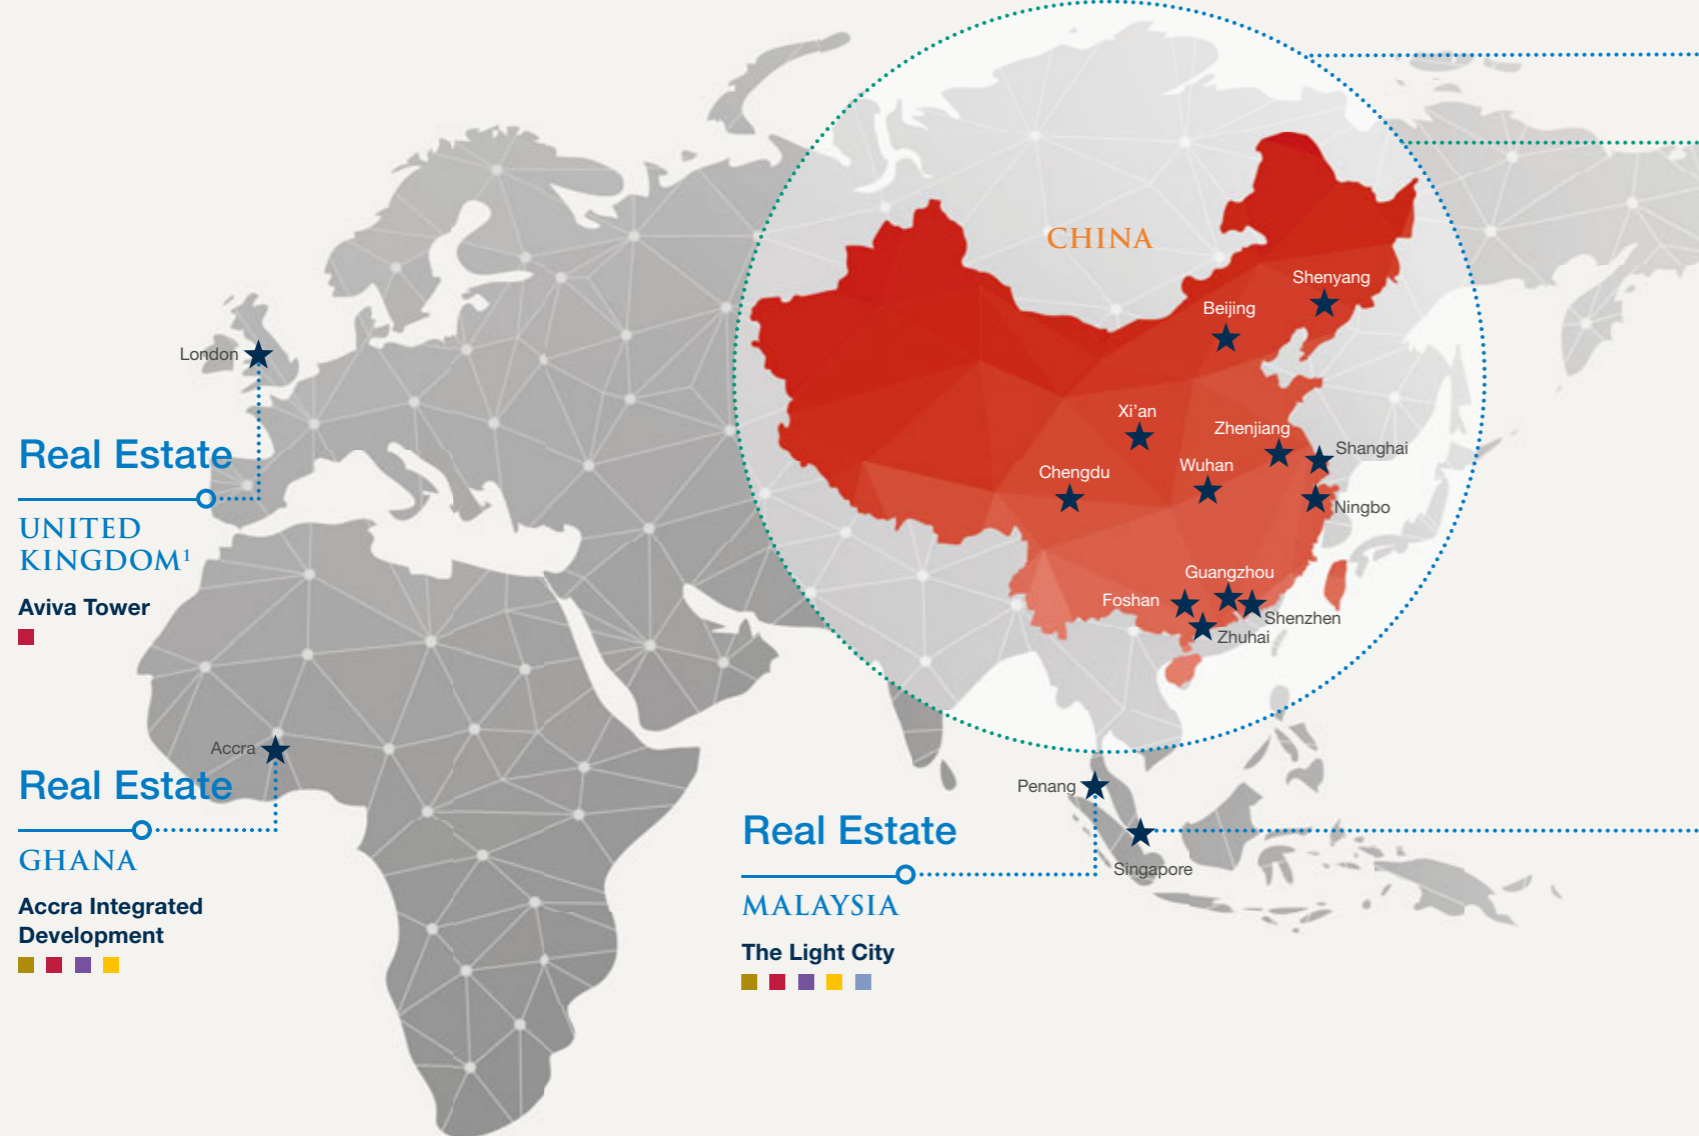 CHINA
Shenyang
Beijing
London
Xi'an
Zhenjiang
Shanghai
Chengdu
Wuhan
Ningbo
Real Estate
UNITED
KINGDOM¹
Aviva Tower
Guangzhou
Foshan
Shenzhen
Zhuhai
Accra
Real Estate
GHANA
Accra Integrated
Development
Penang
Singapore
Real Estate
MALAYSIA
The Light City